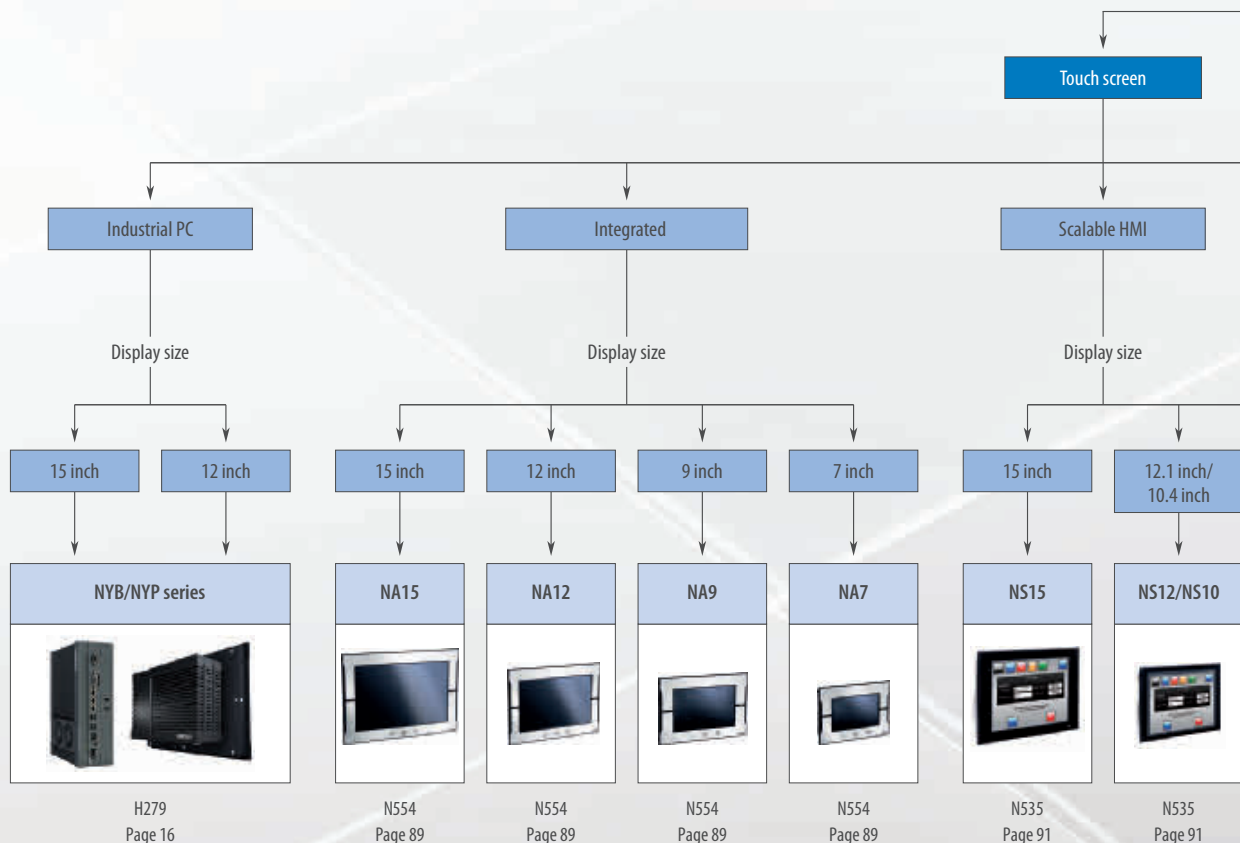 Touch screen
Industrial PC
Integrated
Scalable HMI
Display size
Display size
Display size
15 inch
12 inch
15 inch
12 inch
9 inch
7 inch
15 inch
12.1 inch/
10.4 inch
NYB/NYP series
NA15
NA12
NA9
NA7
NS15
NS12/NS10
H279
Page 16
N554
Page 89
N554
Page 89
N554
Page 89
N554
Page 89
N535
Page 91
N535
Page 91